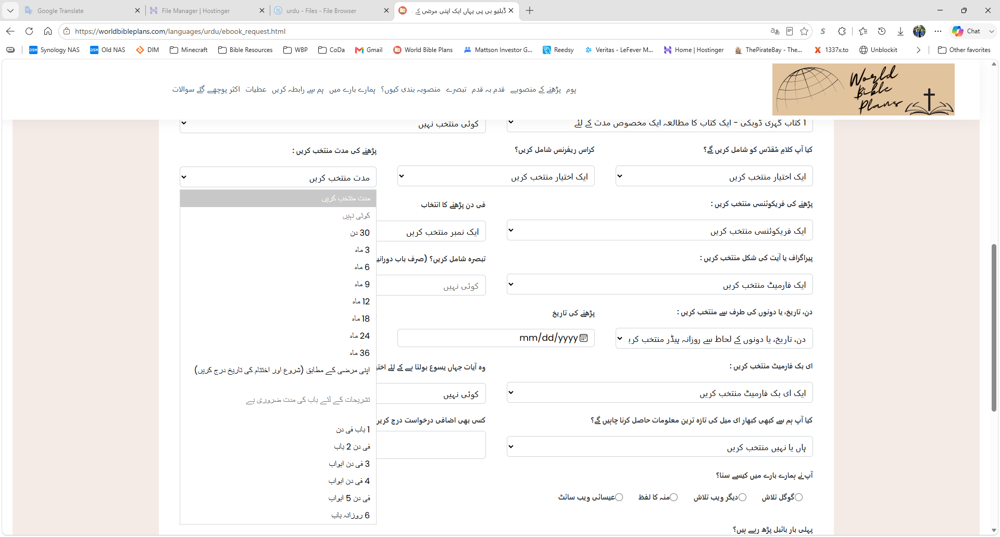 Google Translate
File Manager | Hostinger
urdu - Files - File Browser
ڈبلیو بی پی یہاں ایک اپنی مرضی کے
https://worldbibleplans.com/languages/urdu/ebook_request.html
Chat
Synology NAS
Old NAS
DIM
Minecraft
Bible Resources
WBP
CoDa
Gmail
World Bible Plans
Mattson Investor G...
Reedsy
Veritas - LeFever M...
Home | Hostinger
ThePirateBay - The...
1337x.to
Unblockit
Other favorites
World
Bible
Plans
ہوم پڑھنے کے منصوبے قدم بہ قدم تبصرے منصوبہ بندی کیوں؟ ہمارے بارے میں ہم سے رابطہ کریں عطیات اکثر پوچھے گئے سوالات
1 کتاب گہری ڈوبکی - ایک کتاب کا مطالعہ ایک مخصوص مدت کے لئے
کوئی منتخب نہیں
کیا آپ کلامِ مُقدّس کو شامل کریں گے؟
کراس ریفرنس شامل کریں؟
پڑھنے کی مدت منتخب کریں :
ایک اختیار منتخب کریں
ایک اختیار منتخب کریں
مدت منتخب کریں
مدت منتخب کریں
کوئی نہیں
30 دن
3 ماہ
6 ماہ
9 ماہ
12 ماہ
18 ماہ
24 ماہ
36 ماہ
اپنی مرضی کے مطابق (شروع اور اختتام کی تاریخ درج کریں)
تشریحات کے لئے باب کی مدت ضروری ہے
1 باب فی دن
فی دن 2 باب
3 فی دن ابواب
4 فی دن ابواب
فی دن 5 ابواب
6 روزانہ باب
پڑھنے کی فریکوئنسی منتخب کریں :
فی دن پڑھنے کا انتخاب
ایک فریکوئنسی منتخب کریں
ایک نمبر منتخب کریں
پیراگراف یا آیت کی شکل منتخب کریں :
تبصرہ شامل کریں؟ (صرف باب
ایک فارمیٹ منتخب کریں
کوئی نہیں
دن، تاریخ، یا دونوں کی طرف سے منتخب کریں :
پڑھنے کی تاریخ
دن، تاریخ، یا دونوں کے لحاظ سے روزانہ ہیڈر منتخب
mm/dd/yyyy
ای بک فارمیٹ منتخب کریں :
وہ آیات جہاں یسوع بولتا ہے کے لئے
ایک ای بک فارمیٹ منتخب کریں
کوئی نہیں
کیا آپ ہم سے کبھی کبھار ای میل کی تازہ ترین معلومات حاصل کرنا چاہیں گے؟
کسی بھی اضافی درخواست درج کریں
ہاں یا نہیں منتخب کریں
آپ نے ہمارے بارے میں کیسے سنا؟
گوگل تلاش
دیگر ویب تلاش
منہ کا لفظ
عیسائی ویب سائٹ
پہلی بار بائبل پڑھ رہے ہیں؟